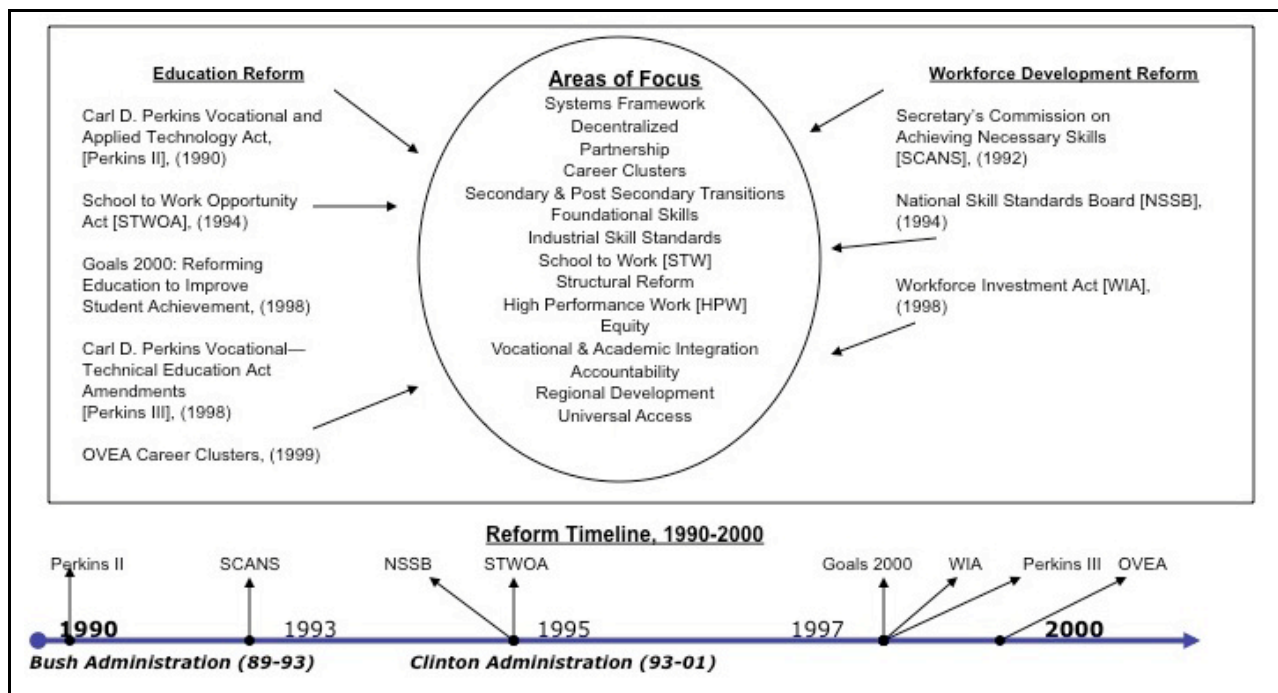 Education Reform
Carl D. Perkins Vocational and
Applied Technology Act,
[Perkins II], (1990)
School to Work Opportunity
Act [STWOA], (1994)
Goals 2000: Reforming
Education to Improve
Student Achievement, (1998)
Carl D. Perkins Vocational—
Technical Education Act
Amendments
[Perkins III], (1998)
OVEA Career Clusters, (1999)
Areas of Focus
Systems Framework
Decentralized
Partnership
Career Clusters
Secondary & Post Secondary Transitions
Foundational Skills
Industrial Skill Standards
School to Work [STW]
Structural Reform
High Performance Work [HPW]
Equity
Vocational & Academic Integration
Accountability
Regional Development
Universal Access
Workforce Development Reform
Secretary’s Commission on
Achieving Necessary Skills
[SCANS], (1992)
National Skill Standards Board [NSSB],
(1994)
Workforce Investment Act [WIA],
(1998)
Reform Timeline, 1990-2000
Perkins II SCANS NSSB STWOA Goals 2000 WIA Perkins III OVEA
1990 1993 1995 1997 2000
Bush Administration (89-93) Clinton Administration (93-01)